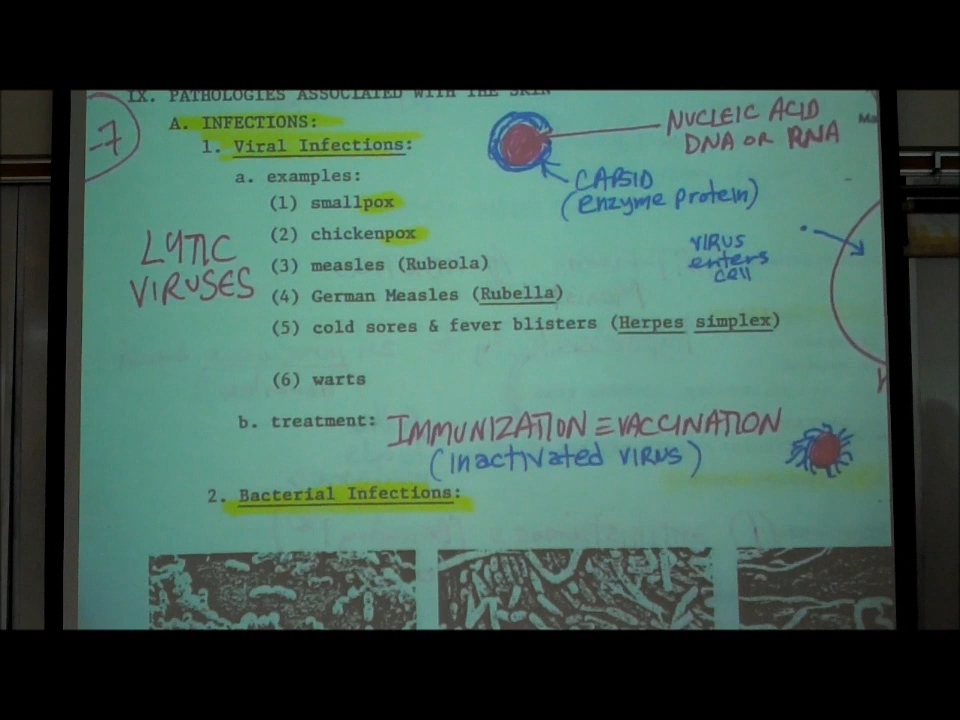 IX. PATHOLOGIES ASSOCIATED WITH THE SKIN
-7
A. INFECTIONS:
1. Viral Infections:
NUCLEIC ACID
DNA OR RNA
Ma
a. examples:
CAPSID
(enzyme protein)
(1) smallpox
(2) chickenpox
LYTIC
VIRUSES
VIRUS
enters
cell
(3) measles (Rubeola)
(4) German Measles (Rubella)
(5) cold sores & fever blisters (Herpes simplex)
(6) warts
b. treatment: IMMUNIZATION ≡ VACCINATION
(inactivated VIRUS)
2. Bacterial Infections: